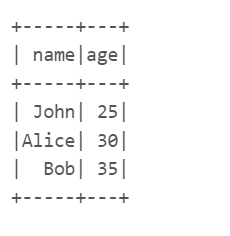 +-----+---+
| name|age|
+-----+---+
| John| 25|
|Alice| 30|
|  Bob| 35|
+-----+---+